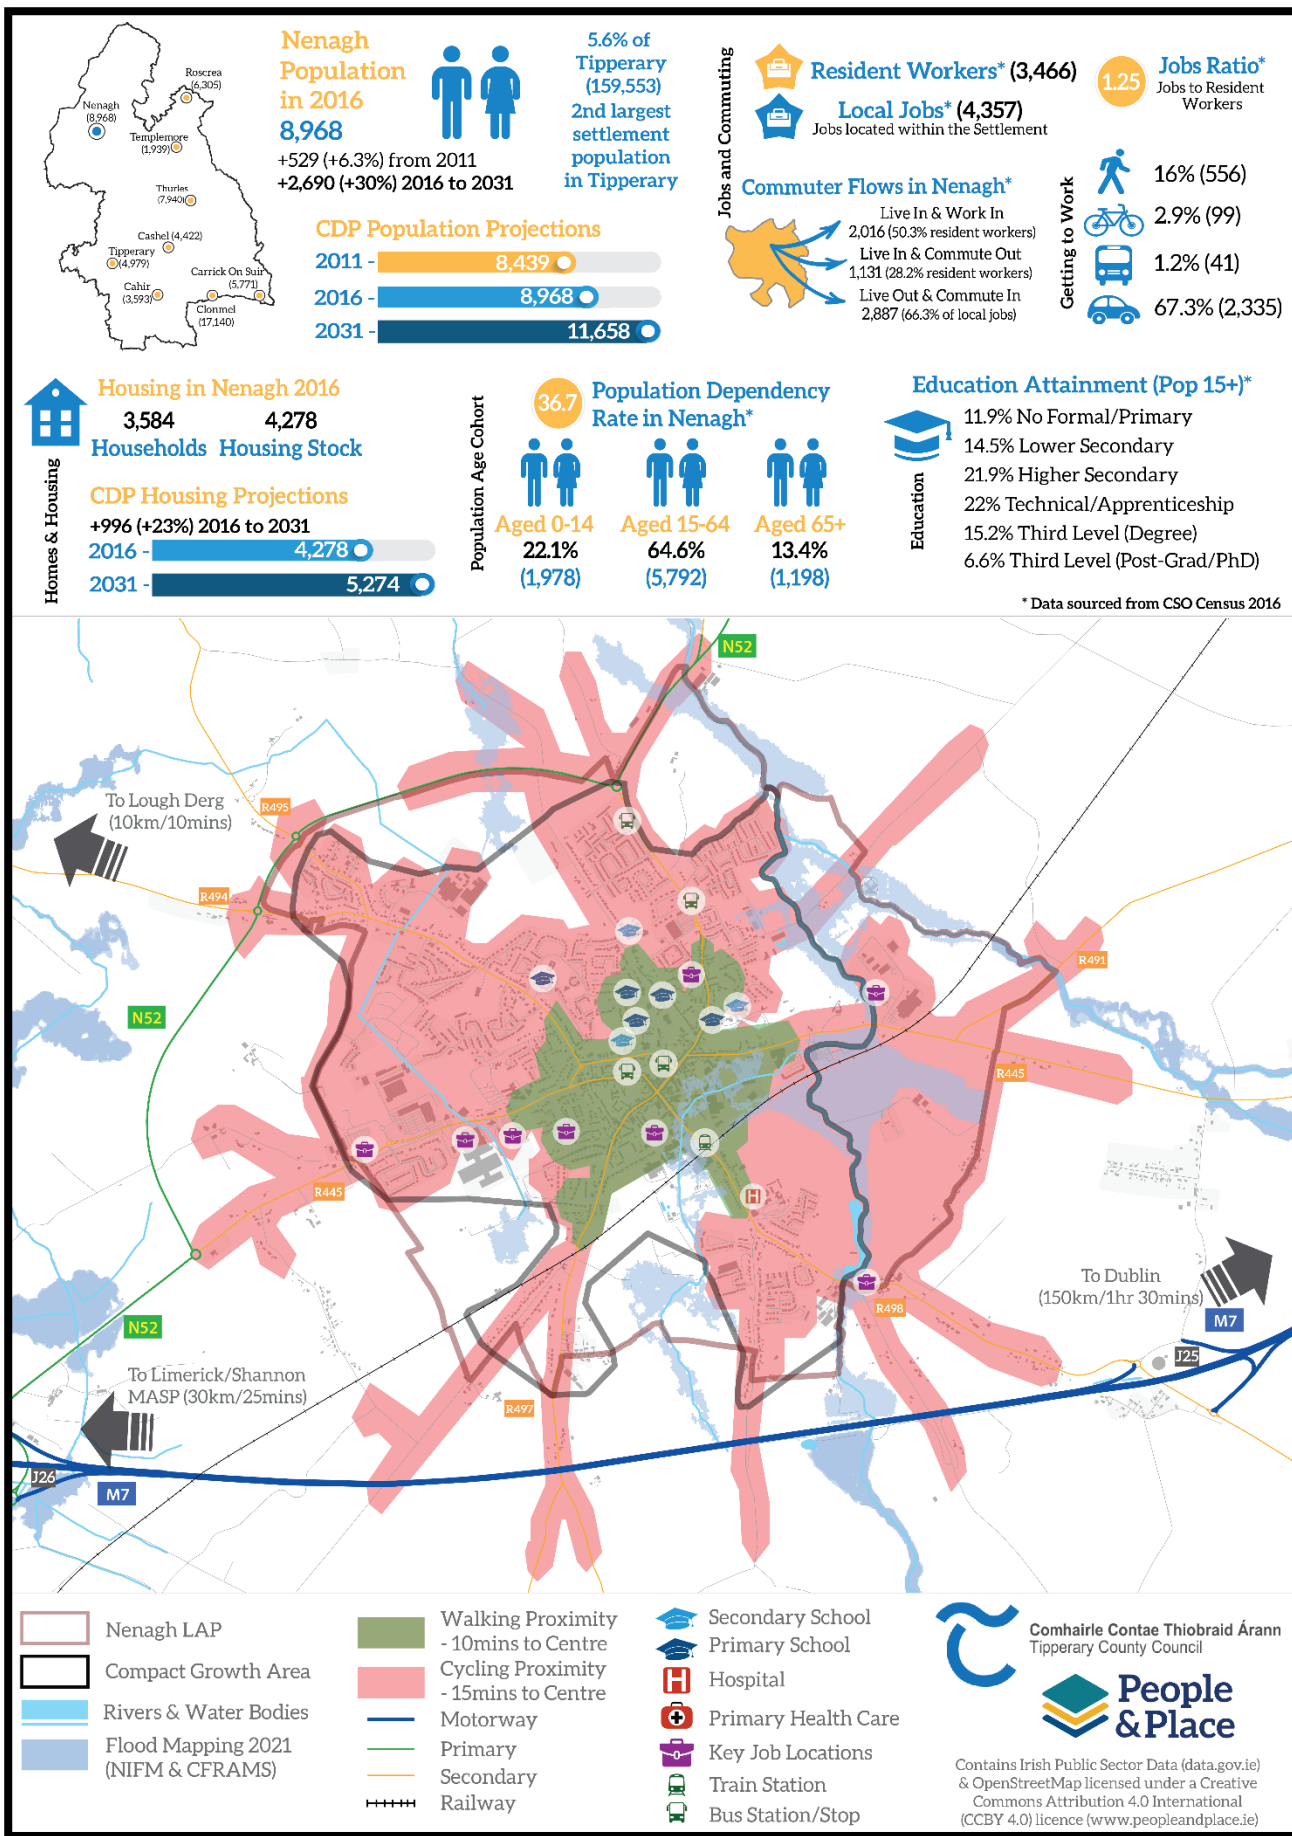 Roscrea
(6,305)
Nenagh
(8,968)
Templemore
(1,939)
Thurles
(7,940)
Cashel (4,422)
Tipperary
(4,979)
Carrick On Suir
(5,771)
Cahir
(3,593)
Clonmel
(17,140)
Nenagh
Population
in 2016
8,968
+529 (+6.3%) from 2011
+2,690 (+30%) 2016 to 2031
5.6% of
Tipperary
(159,553)
2nd largest
settlement
population
in Tipperary
CDP Population Projections
2011 - 8,439
2016 - 8,968
2031 - 11,658
Jobs and Commuting
Resident Workers* (3,466)
Local Jobs* (4,357)
Jobs located within the Settlement
1.25
Jobs Ratio*
Jobs to Resident
Workers
Commuter Flows in Nenagh*
Live In & Work In
2,016 (50.3% resident workers)
Live In & Commute Out
1,131 (28.2% resident workers)
Live Out & Commute In
2,887 (66.3% of local jobs)
Getting to Work
16% (556)
2.9% (99)
1.2% (41)
67.3% (2,335)
Homes & Housing
Housing in Nenagh 2016
3,584
Households
4,278
Housing Stock
CDP Housing Projections
+996 (+23%) 2016 to 2031
2016 - 4,278
2031 - 5,274
Population Age Cohort
36.7
Population Dependency
Rate in Nenagh*
Aged 0-14
22.1%
(1,978)
Aged 15-64
64.6%
(5,792)
Aged 65+
13.4%
(1,198)
Education Attainment (Pop 15+)*
Education
11.9% No Formal/Primary
14.5% Lower Secondary
21.9% Higher Secondary
22% Technical/Apprenticeship
15.2% Third Level (Degree)
6.6% Third Level (Post-Grad/PhD)
* Data sourced from CSO Census 2016
N52
To Lough Derg
(10km/10mins)
R495
R494
R491
N52
R445
R445
H
To Dublin
(150km/1hr 30mins)
R498
M7
N52
J25
To Limerick/Shannon
MASP (30km/25mins)
R497
J26
M7
Nenagh LAP
Compact Growth Area
Rivers & Water Bodies
Flood Mapping 2021
(NIFM & CFRAMS)
Walking Proximity
- 10mins to Centre
Cycling Proximity
- 15mins to Centre
Motorway
Primary
Secondary
Railway
Secondary School
Primary School
H Hospital
Primary Health Care
Key Job Locations
Train Station
Bus Station/Stop
Comhairle Contae Thiobraid Árann
Tipperary County Council
People
&Place
Contains Irish Public Sector Data (data.gov.ie)
& OpenStreetMap licensed under a Creative
Commons Attribution 4.0 International
(CCBY 4.0) licence (www.peopleandplace.ie)